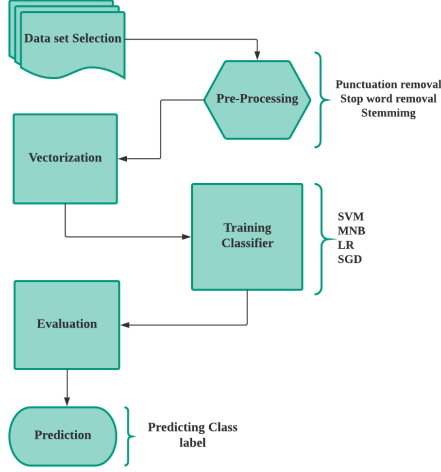 Data set Selection
Pre-Processing
Punctuation removal
Stop word removal
Stemmimg
Vectorization
Training
Classifier
SVM
MNB
LR
SGD
Evaluation
Prediction
Predicting Class
label